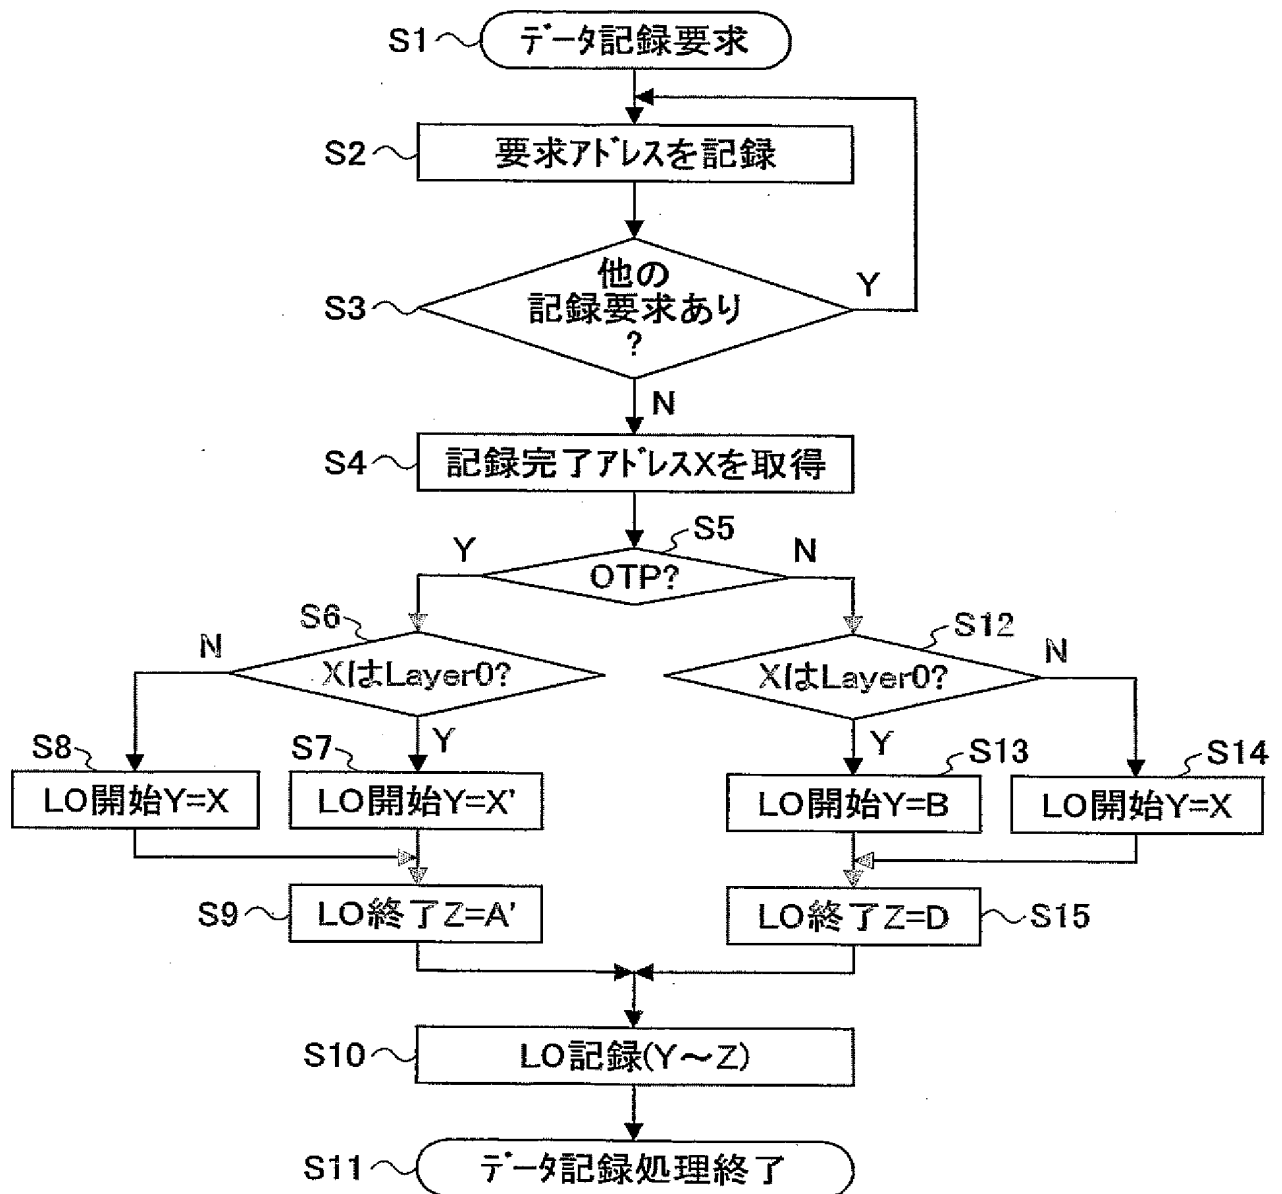 S1
データ記録要求
S2
要求アドレスを記録
S3
他の
記録要求あり
?
Y
N
S4
記録完了アドレスXを取得
S5
Y
OTP?
N
S6
N
XはLayer0?
Y
S12
XはLayer0?
N
Y
S8
LO開始Y=X
S7
LO開始Y=X'
S13
LO開始Y=B
S14
LO開始Y=X
S9
LO終了Z=A'
LO終了Z=D
S15
S10
LO記録(Y～Z)
S11
データ記録処理終了